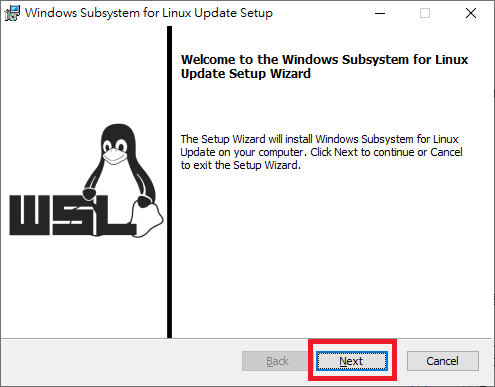 Windows Subsystem for Linux Update Setup
Welcome to the Windows Subsystem for Linux
Update Setup Wizard
The Setup Wizard will install Windows Subsystem for Linux
Update on your computer. Click Next to continue or Cancel
to exit the Setup Wizard.
WSL
Back Next Cancel